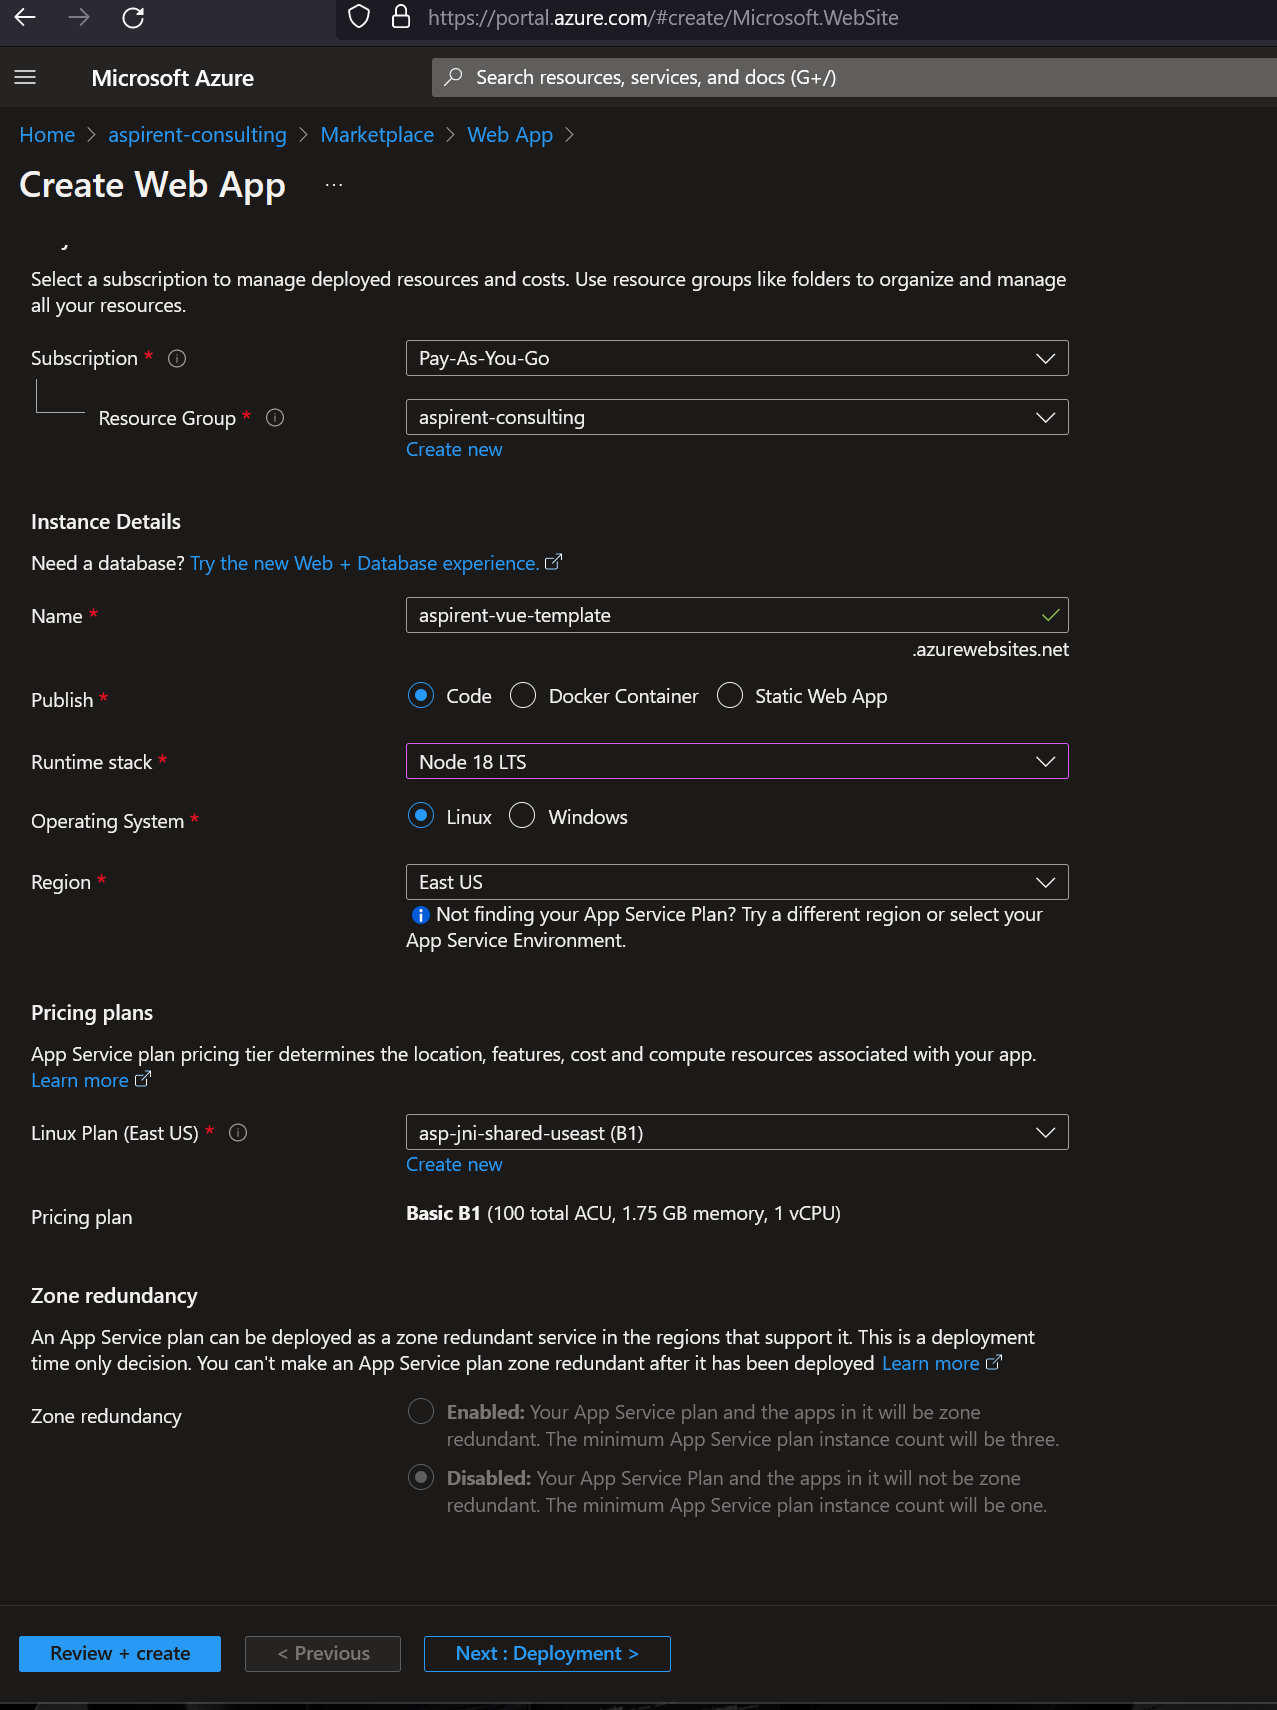 https://portal.azure.com/#create/Microsoft.WebSite
Microsoft Azure
Search resources, services, and docs (G+/)
Home > aspirent-consulting > Marketplace > Web App >
Create Web App ...
Select a subscription to manage deployed resources and costs. Use resource groups like folders to organize and manage
all your resources.
Subscription *
Pay-As-You-Go
Resource Group *
aspirent-consulting
Create new
Instance Details
Need a database? Try the new Web + Database experience.
Name *
aspirent-vue-template
.azurewebsites.net
Publish *
Code Docker Container Static Web App
Runtime stack *
Node 18 LTS
Operating System *
Linux Windows
Region *
East US
Not finding your App Service Plan? Try a different region or select your
App Service Environment.
Pricing plans
App Service plan pricing tier determines the location, features, cost and compute resources associated with your app.
Learn more
Linux Plan (East US) *
asp-jni-shared-useast (B1)
Create new
Pricing plan
Basic B1 (100 total ACU, 1.75 GB memory, 1 vCPU)
Zone redundancy
An App Service plan can be deployed as a zone redundant service in the regions that support it. This is a deployment
time only decision. You can't make an App Service plan zone redundant after it has been deployed Learn more
Zone redundancy
Enabled: Your App Service plan and the apps in it will be zone
redundant. The minimum App Service plan instance count will be three.
Disabled: Your App Service Plan and the apps in it will not be zone
redundant. The minimum App Service plan instance count will be one.
Review + create
< Previous
Next : Deployment >